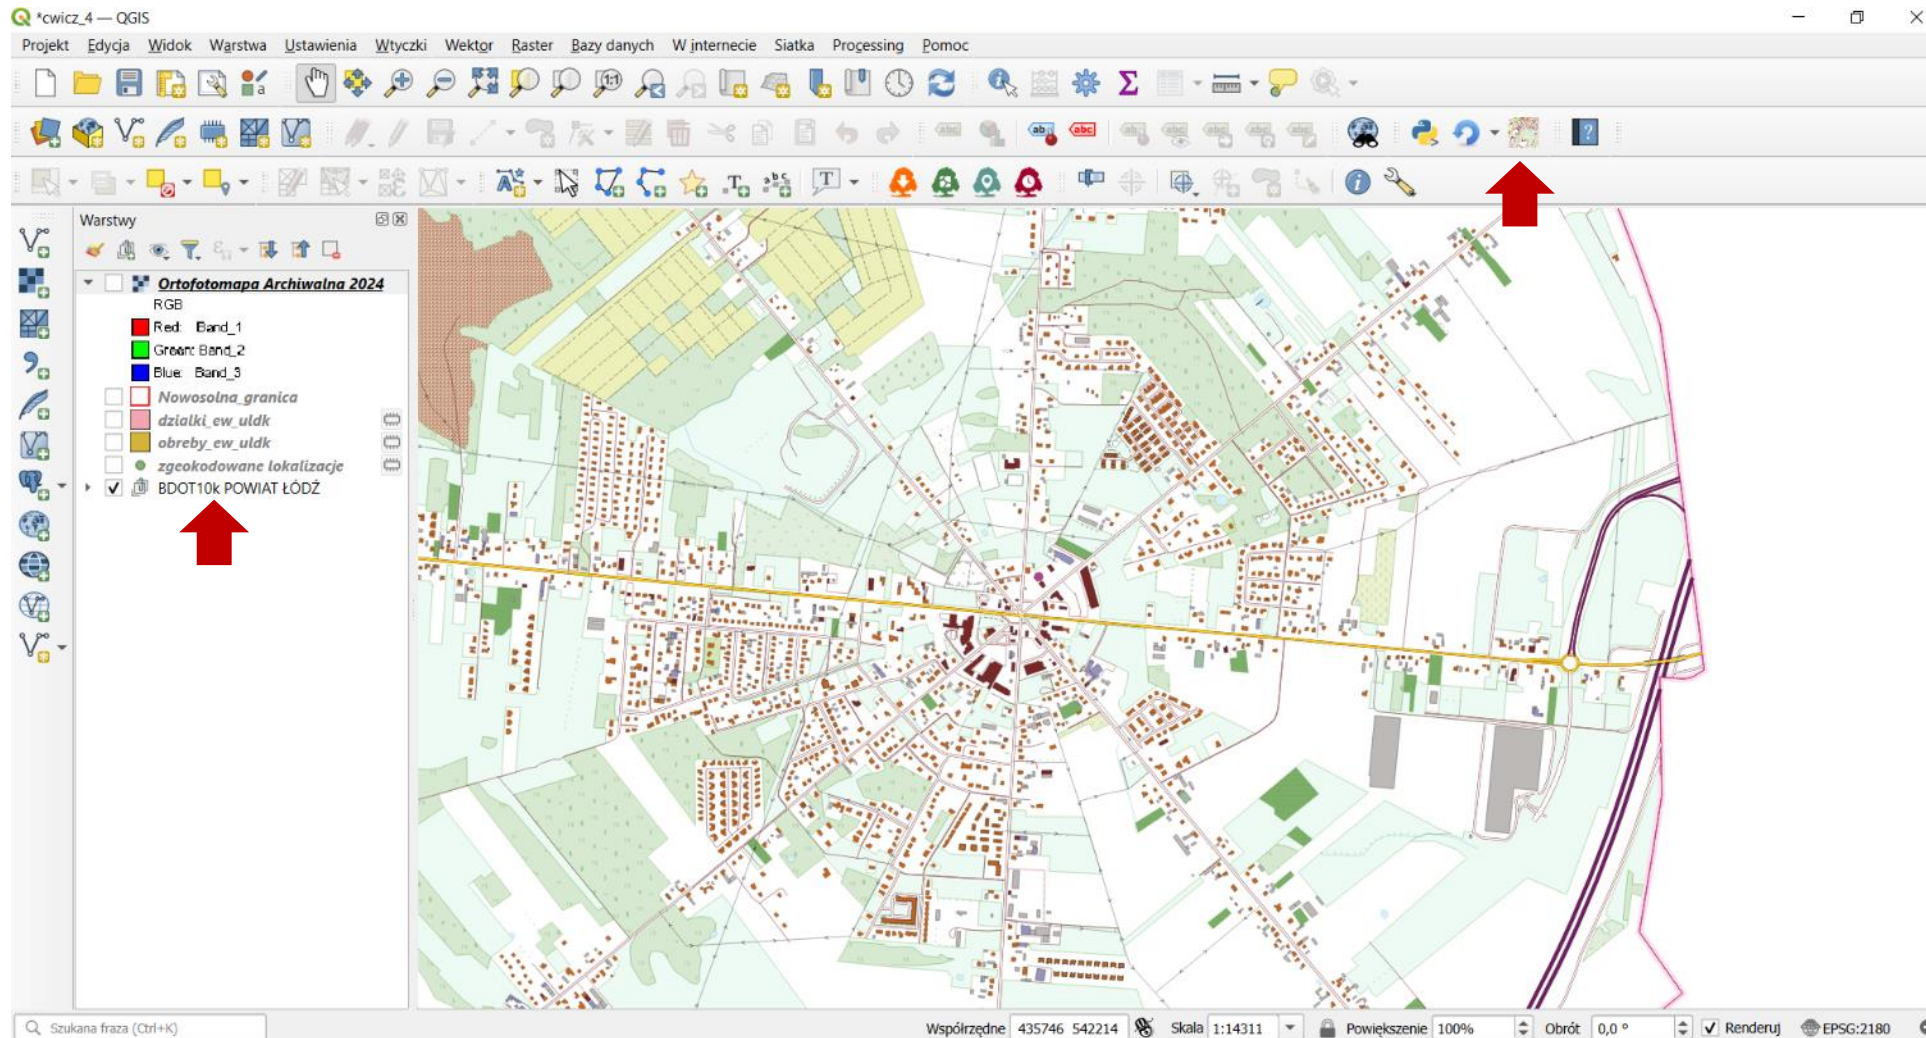 *cwicz_4 — QGIS
Projekt Edycja Widok Warstwa Ustawienia Wtyczki Wektor Raster Bazy danych W internecie Siatka Processing Pomoc
Warstwy
Ortofotomapa Archiwalna 2024
RGB
Red: Band_1
Green: Band_2
Blue: Band_3
Nowosolna_granica
dzialki_ew_uldk
obreby_ew_uldk
zgeokodowane lokalizacje
BDOT10k POWIAT ŁÓDŹ
Szukana fraza (Ctrl+K) Współrzędne 435746 542214 Skala 1:14311 Powiększenie 100% Obrót 0,0 ° Renderuj EPSG:2180